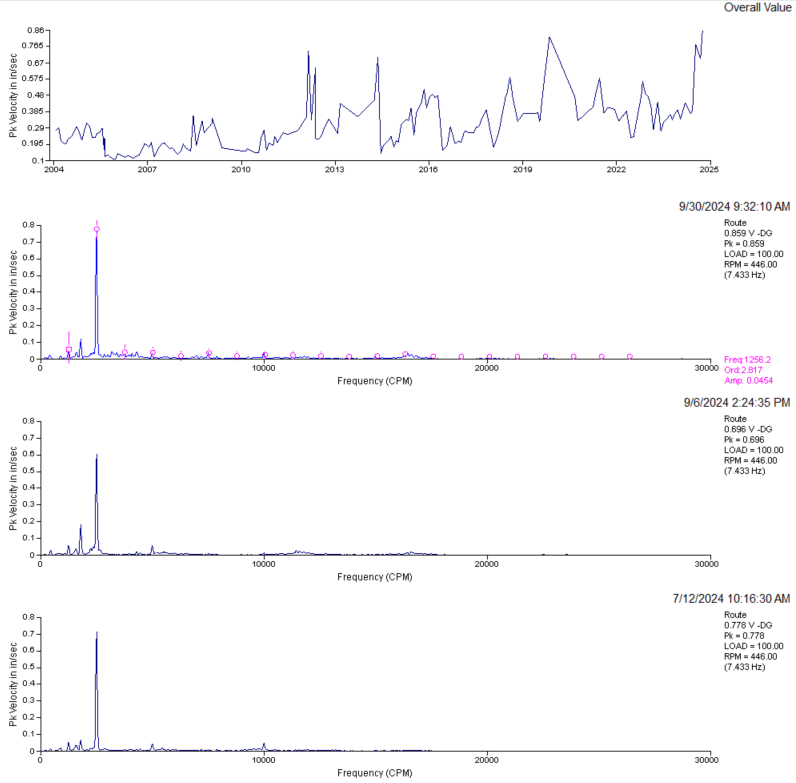 Overall Value
0.86
0.765
0.67
0.575
0.48
0.385
0.29
0.195
0.1
Pk Velocity in in/sec
2004 2007 2010 2013 2016 2019 2022 2025
9/30/2024 9:32:10 AM
Route
0.859 V -DG
Pk = 0.859
LOAD = 100.00
RPM = 446.00
(7.433 Hz)
0.8
0.7
0.6
0.5
0.4
0.3
0.2
0.1
0
Pk Velocity in in/sec
0 10000 20000 30000
Frequency (CPM)
Freq:1256.2
Ord:2.817
Amp: 0.0454
9/6/2024 2:24:35 PM
Route
0.696 V -DG
Pk = 0.696
LOAD = 100.00
RPM = 446.00
(7.433 Hz)
0.8
0.7
0.6
0.5
0.4
0.3
0.2
0.1
0
Pk Velocity in in/sec
0 10000 20000 30000
Frequency (CPM)
7/12/2024 10:16:30 AM
Route
0.778 V -DG
Pk = 0.778
LOAD = 100.00
RPM = 446.00
(7.433 Hz)
0.8
0.7
0.6
0.5
0.4
0.3
0.2
0.1
0
Pk Velocity in in/sec
0 10000 20000 30000
Frequency (CPM)